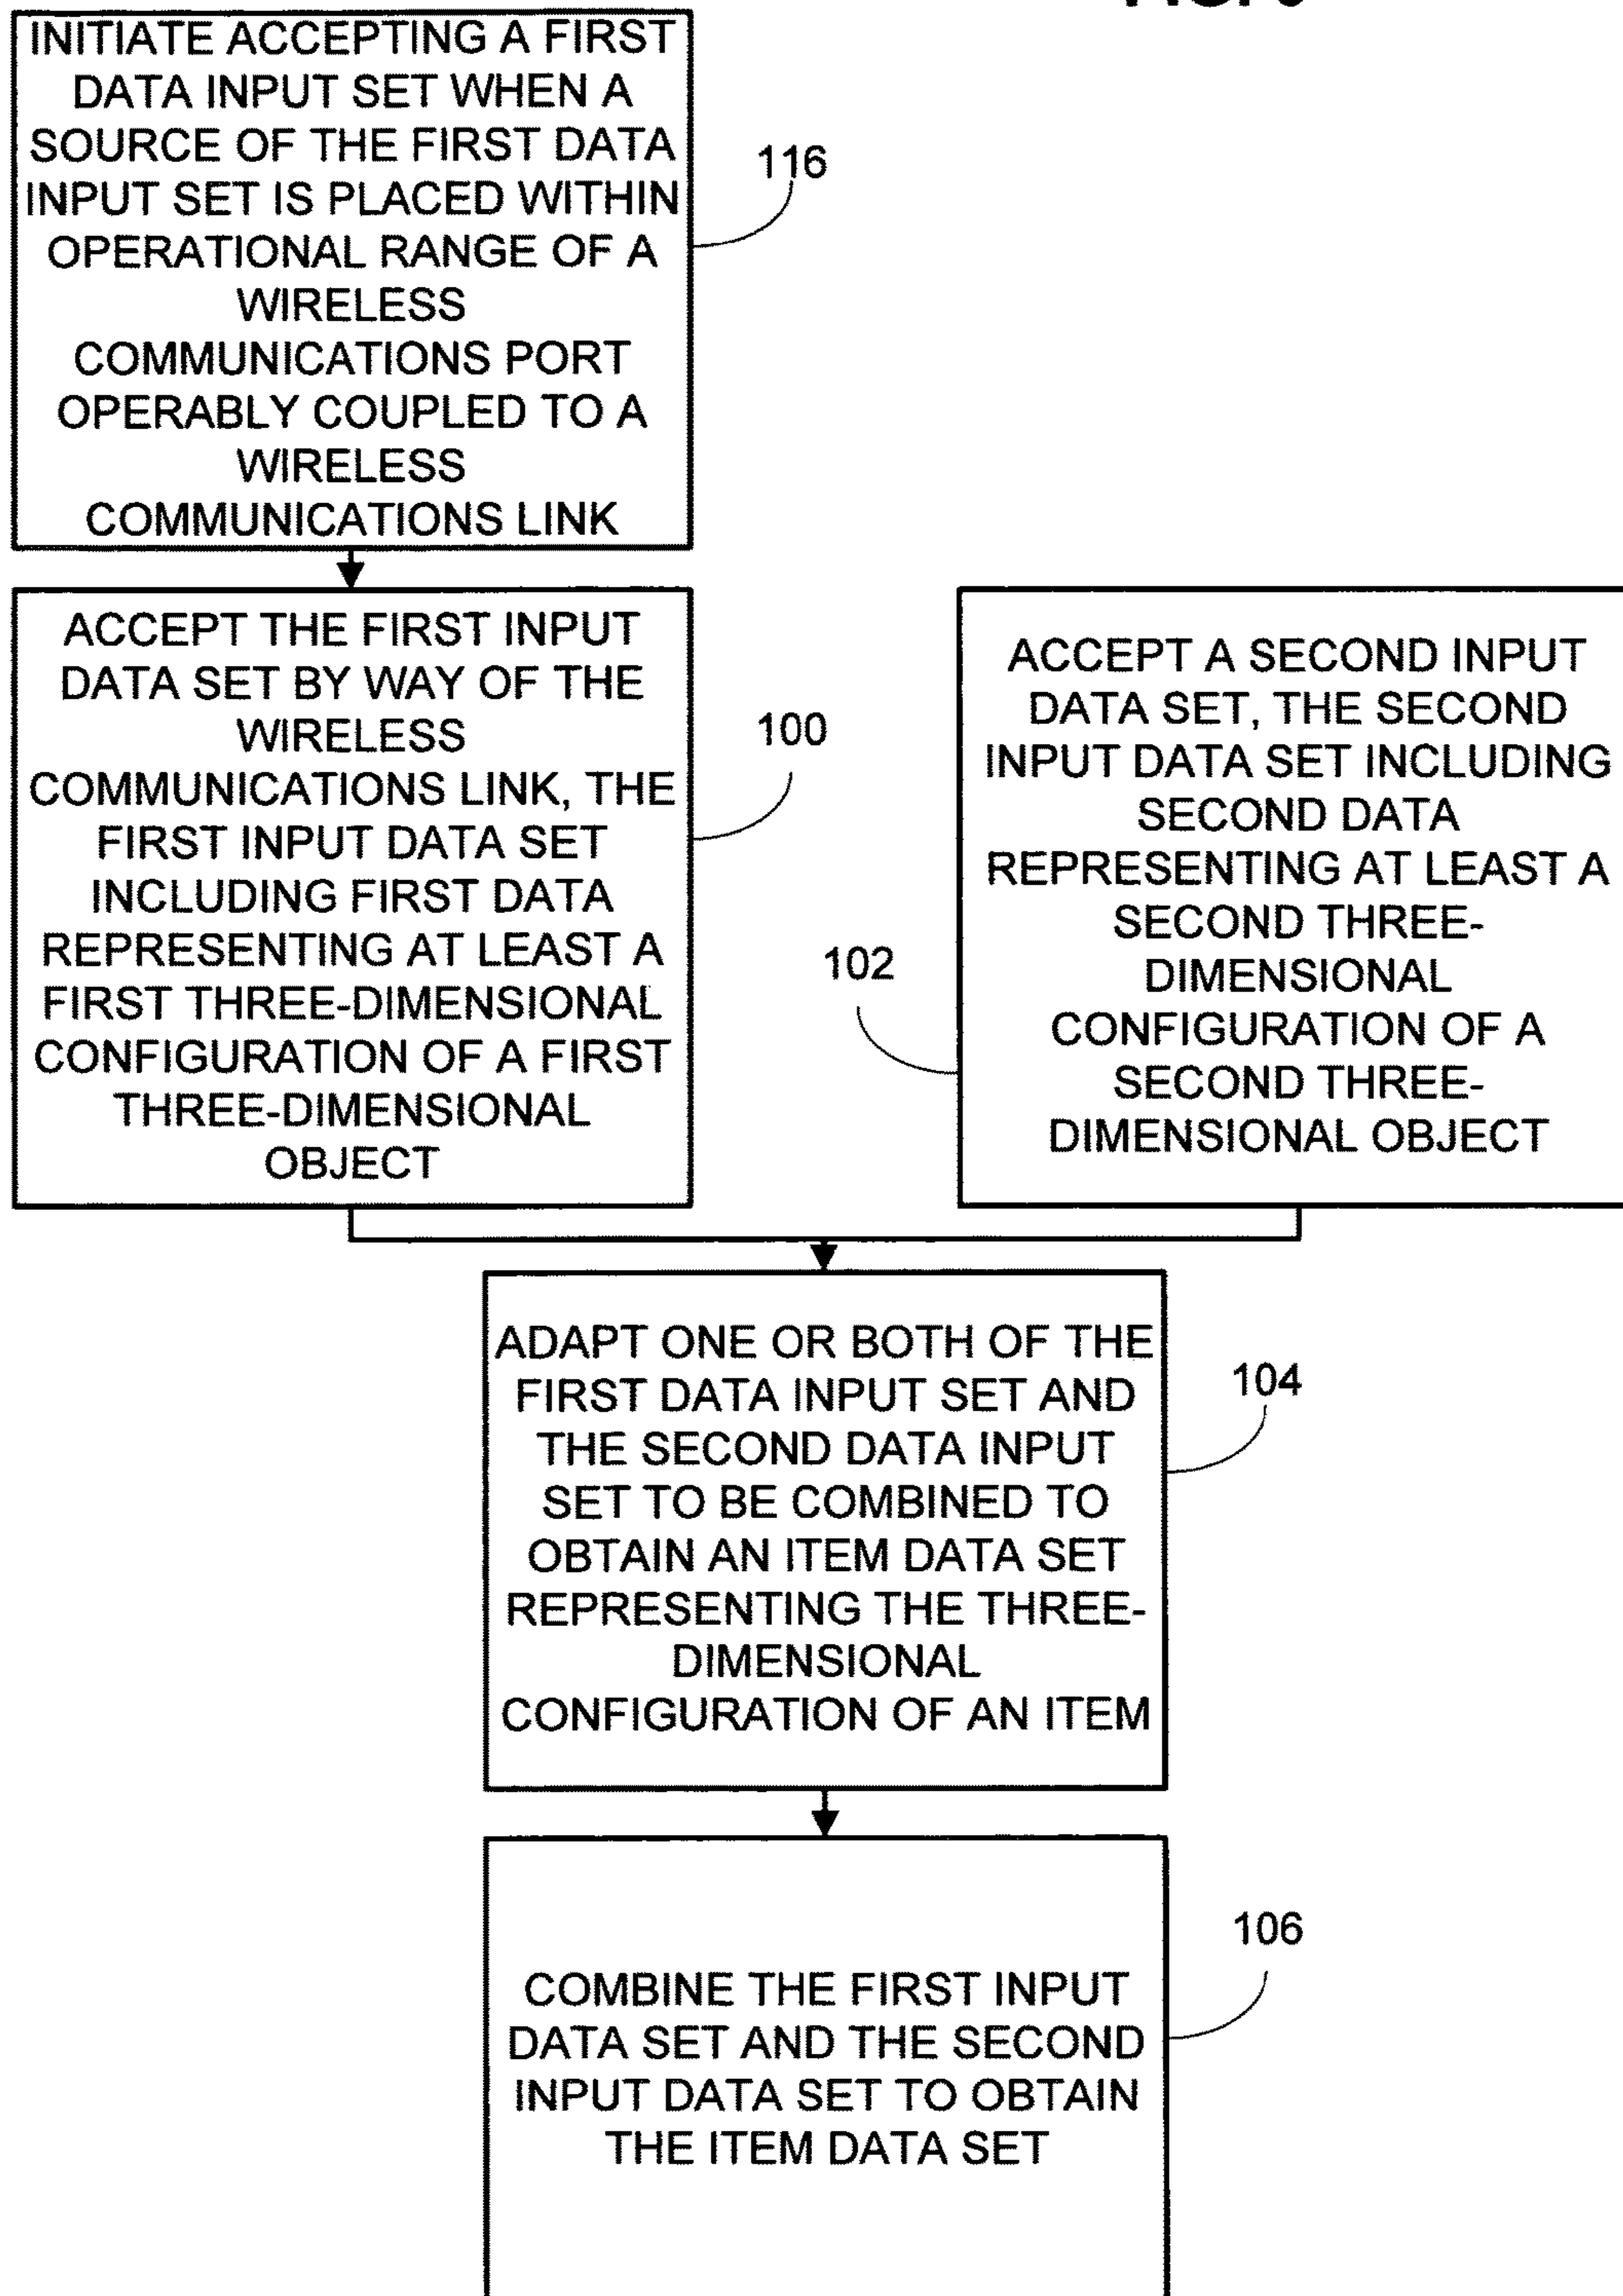 INITIATE ACCEPTING A FIRST
DATA INPUT SET WHEN A
SOURCE OF THE FIRST DATA
INPUT SET IS PLACED WITHIN
OPERATIONAL RANGE OF A
WIRELESS
COMMUNICATIONS PORT
OPERABLY COUPLED TO A
WIRELESS
COMMUNICATIONS LINK
116
ACCEPT THE FIRST INPUT
DATA SET BY WAY OF THE
WIRELESS
COMMUNICATIONS LINK, THE
FIRST INPUT DATA SET
INCLUDING FIRST DATA
REPRESENTING AT LEAST A
FIRST THREE-DIMENSIONAL
CONFIGURATION OF A FIRST
THREE-DIMENSIONAL
OBJECT
100
ACCEPT A SECOND INPUT
DATA SET, THE SECOND
INPUT DATA SET INCLUDING
SECOND DATA
REPRESENTING AT LEAST A
SECOND THREE-
DIMENSIONAL
CONFIGURATION OF A
SECOND THREE-
DIMENSIONAL OBJECT
102
ADAPT ONE OR BOTH OF THE
FIRST DATA INPUT SET AND
THE SECOND DATA INPUT
SET TO BE COMBINED TO
OBTAIN AN ITEM DATA SET
REPRESENTING THE THREE-
DIMENSIONAL
CONFIGURATION OF AN ITEM
104
COMBINE THE FIRST INPUT
DATA SET AND THE SECOND
INPUT DATA SET TO OBTAIN
THE ITEM DATA SET
106